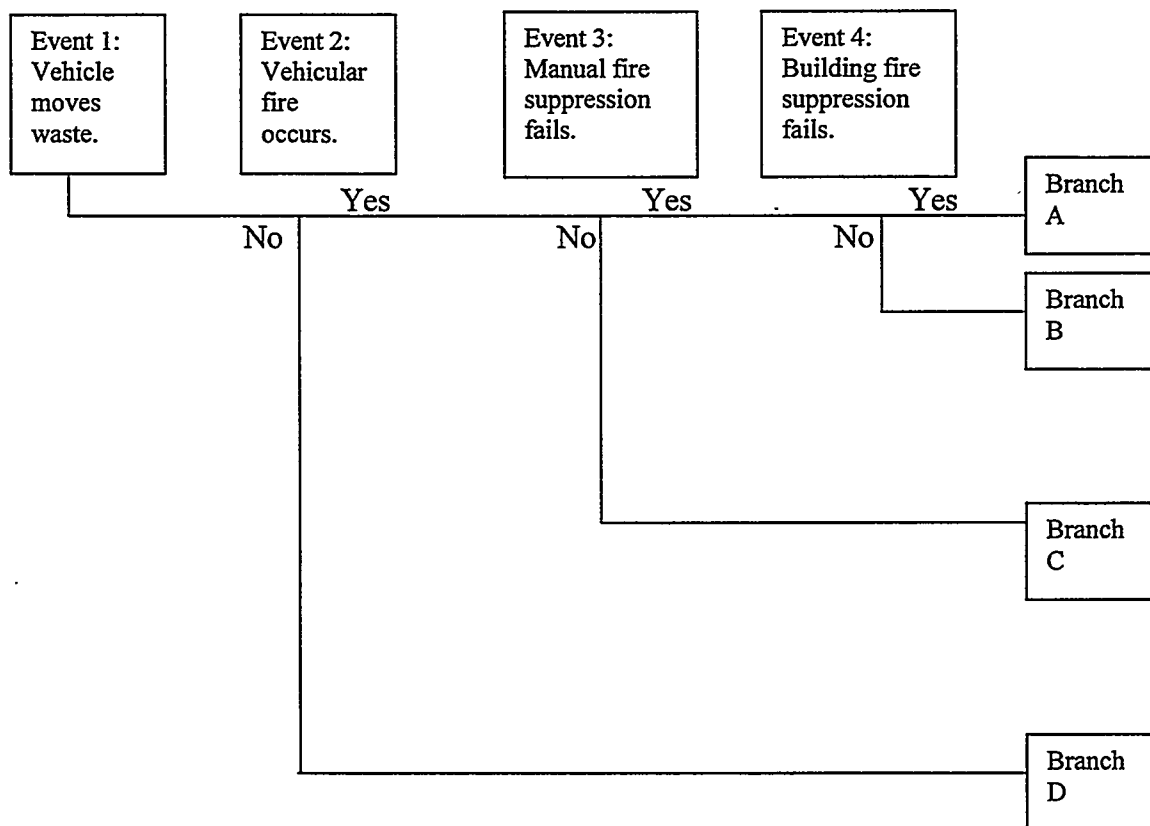 Event 1:
Vehicle
moves
waste.
Event 2:
Vehicular
fire
occurs.
Event 3:
Manual fire
suppression
fails.
Event 4:
Building fire
suppression
fails.
Yes
Yes
Yes
No
No
No
Branch
A
Branch
B
Branch
C
Branch
D